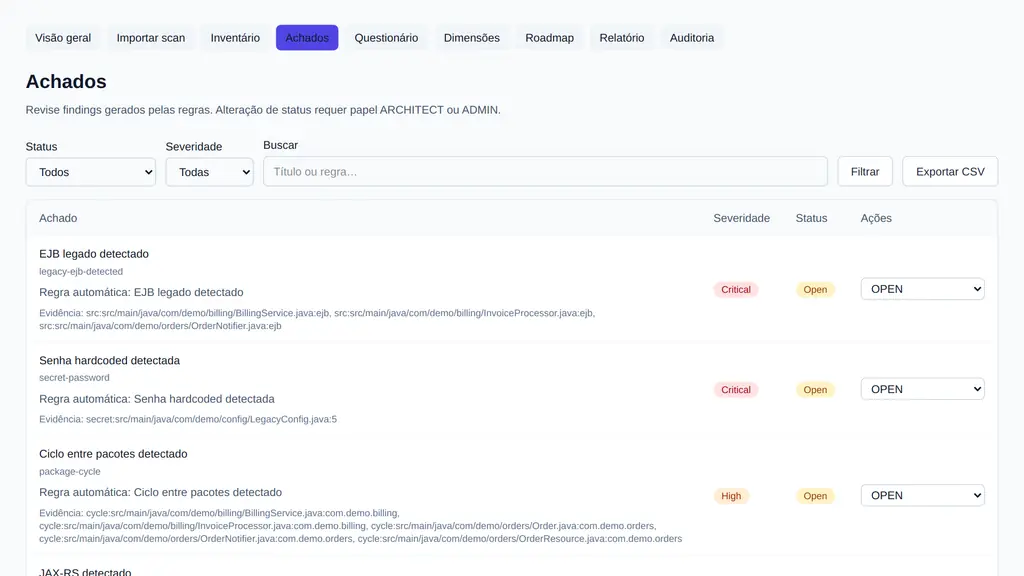 Visão geral
Importar scan
Inventário
Achados
Questionário
Dimensões
Roadmap
Relatório
Auditoria
Achados
Revise findings gerados pelas regras. Alteração de status requer papel ARCHITECT ou ADMIN.
Status
Severidade
Buscar
Todos
Todas
Título ou regra…
Filtrar
Exportar CSV
Achado
Severidade
Status
Ações
EJB legado detectado
legacy-ejb-detected
Regra automática: EJB legado detectado
Evidência: src:src/main/java/com/demo/billing/BillingService.java:ejb, src:src/main/java/com/demo/billing/InvoiceProcessor.java:ejb,
src:src/main/java/com/demo/orders/OrderNotifier.java:ejb
Critical
Open
OPEN
Senha hardcoded detectada
secret-password
Regra automática: Senha hardcoded detectada
Evidência: secret:src/main/java/com/demo/config/LegacyConfig.java:5
Critical
Open
OPEN
Ciclo entre pacotes detectado
package-cycle
Regra automática: Ciclo entre pacotes detectado
Evidência: cycle:src/main/java/com/demo/billing/BillingService.java:com.demo.billing,
cycle:src/main/java/com/demo/billing/InvoiceProcessor.java:com.demo.billing, cycle:src/main/java/com/demo/orders/Order.java:com.demo.orders,
cycle:src/main/java/com/demo/orders/OrderNotifier.java:com.demo.orders, cycle:src/main/java/com/demo/orders/OrderResource.java:com.demo.orders
High
Open
OPEN
JAX-RS detectado